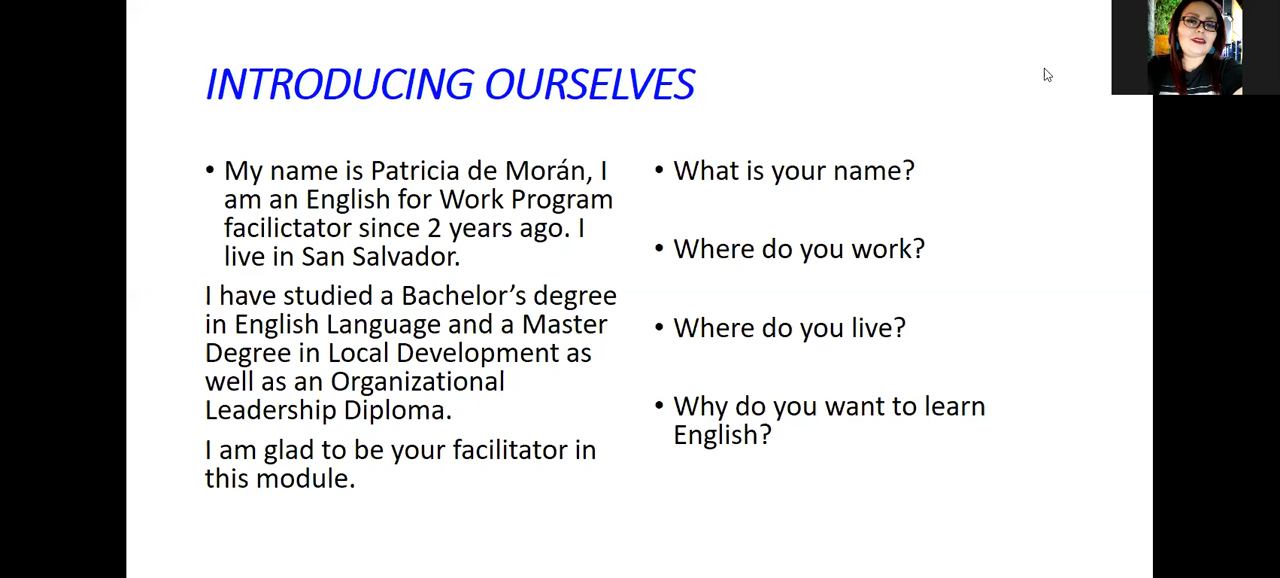 INTRODUCING OURSELVES
• My name is Patricia de Morán, I
am an English for Work Program
facilictator since 2 years ago. I
live in San Salvador.
I have studied a Bachelor's degree
in English Language and a Master
Degree in Local Development as
well as an Organizational
Leadership Diploma.
I am glad to be your facilitator in
this module.
• What is your name?
• Where do you work?
• Where do you live?
• Why do you want to learn
English?